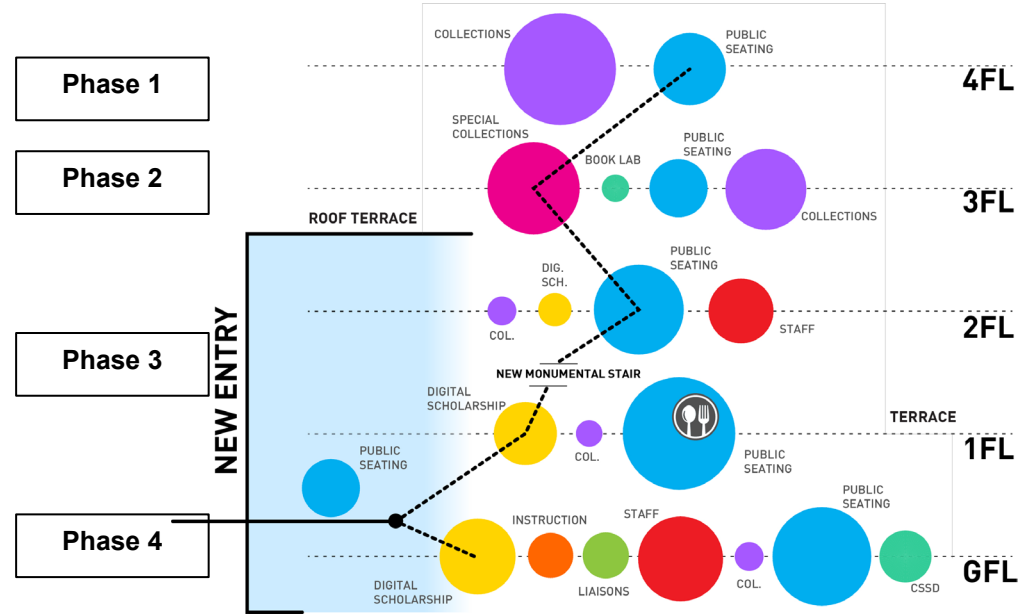 COLLECTIONS
PUBLIC
SEATING
Phase 1
4FL
SPECIAL
COLLECTIONS
BOOK LAB
PUBLIC
SEATING
Phase 2
3FL
COLLECTIONS
ROOF TERRACE
NEW ENTRY
DIG.
SCH.
PUBLIC
SEATING
COL.
STAFF
2FL
Phase 3
NEW MONUMENTAL STAIR
DIGITAL
SCHOLARSHIP
TERRACE
COL.
PUBLIC
SEATING
1FL
PUBLIC
SEATING
Phase 4
INSTRUCTION
STAFF
PUBLIC
SEATING
DIGITAL
SCHOLARSHIP
LIAISONS
COL.
CSSD
GFL